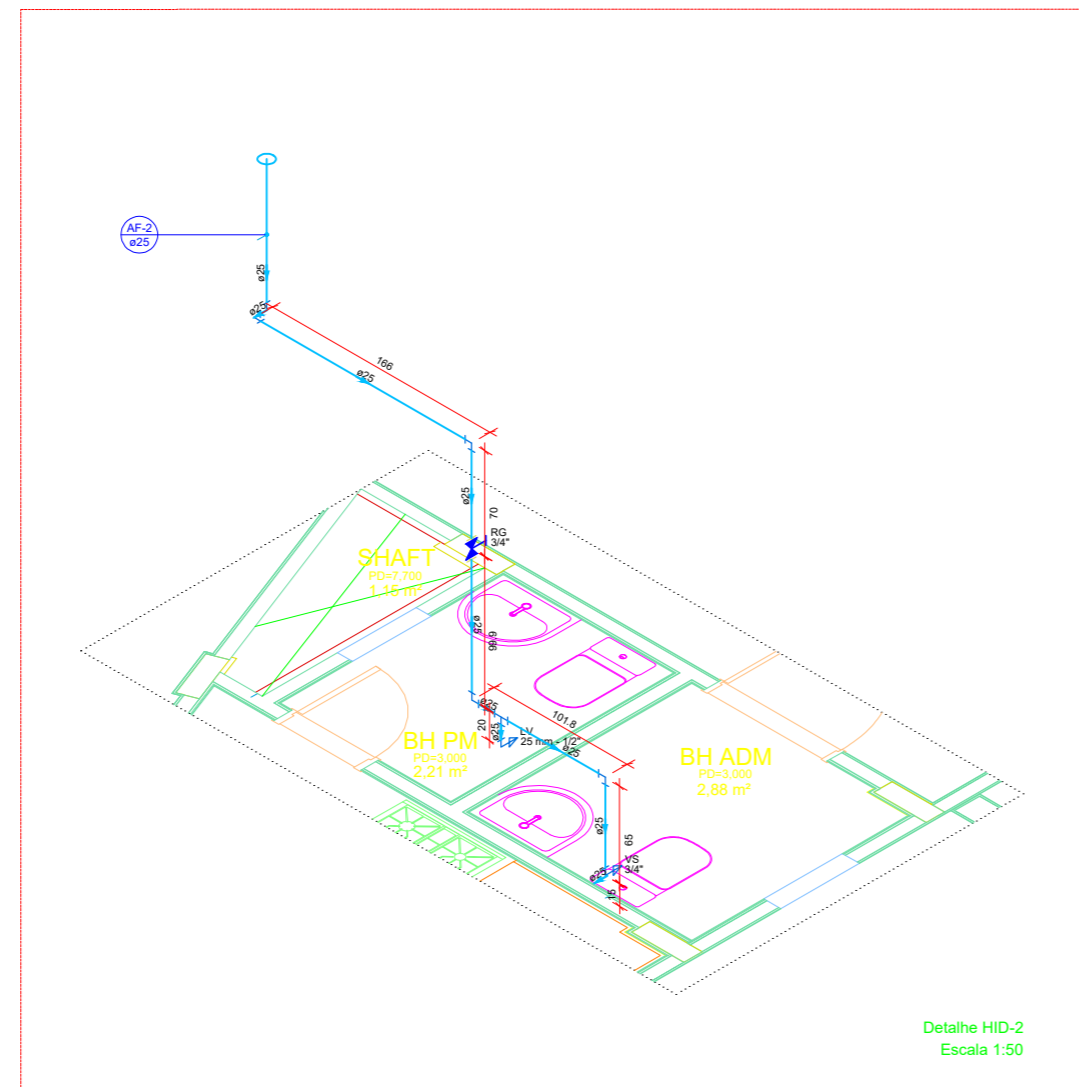 AF-2
ø25
ø25
ø25
166
ø25
ø25
70
RG
3/4"
SHAFT
PD=7,700
1,15 m²
ø25
ø25
101.8
20
ø25
LV
25 mm - 1/2"
ø25
BH PM
PD=3,000
2,21 m²
BH ADM
PD=3,000
2,88 m²
ø25
65
VS
3/4"
ø25
15
Detalhe HID-2
Escala 1:50